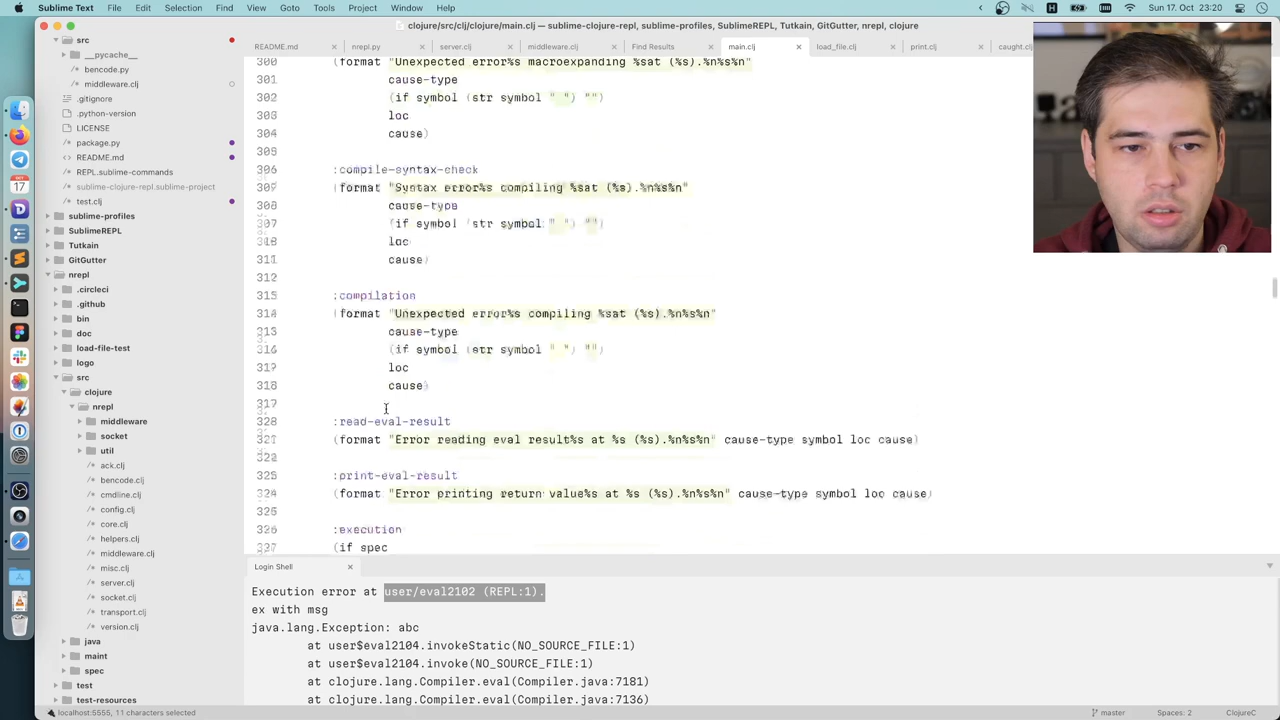 Sublime Text File Edit Selection Find View Goto Tools Project Window Help Sun 17. Oct 23:20
clojure/src/clj/clojure/main.clj — sublime-clojure-repl, sublime-profiles, SublimeREPL, Tutkain, GitGutter, nrepl, clojure
README.md nrepl.py server.clj middleware.clj Find Results main.clj load_file.clj print.clj caught.clj
src
__pycache__
bencode.py
middleware.clj
.gitignore
.python-version
LICENSE
package.py
README.md
REPL.sublime-commands
sublime-clojure-repl.sublime-project
test.clj
sublime-profiles
SublimeREPL
Tutkain
GitGutter
nrepl
.circleci
.github
bin
doc
load-file-test
logo
src
clojure
nrepl
middleware
socket
util
ack.clj
bencode.clj
cmdline.clj
config.clj
core.clj
helpers.clj
middleware.clj
misc.clj
server.clj
socket.clj
transport.clj
version.clj
java
maint
spec
test
test-resources
(format "Unexpected error%s macroexpanding %sat (%s).%n%s%n"
301 cause-type
302 (if symbol (str symbol " ") "")
loc
304 cause)
:compile-syntax-check
(format "Syntax error%s compiling %sat (%s).%n%s%n"
cause-type
(if symbol (str symbol " ") "")
loc
311 cause)
312
:compilation
(format "Unexpected error%s compiling %sat (%s).%n%s%n"
cause-type
(if symbol (str symbol " ") "")
loc
318 cause)
:read-eval-result
(format "Error reading eval result%s at %s (%s).%n%s%n" cause-type symbol loc cause)
:print-eval-result
324 (format "Error printing return value%s at %s (%s).%n%s%n" cause-type symbol loc cause)
325
326 :execution
(if spec
Login Shell
Execution error at user/eval2102 (REPL:1).
ex with msg
java.lang.Exception: abc
at user$eval2104.invokeStatic(NO_SOURCE_FILE:1)
at user$eval2104.invoke(NO_SOURCE_FILE:1)
at clojure.lang.Compiler.eval(Compiler.java:7181)
at clojure.lang.Compiler.eval(Compiler.java:7136)
localhost:5555, 11 characters selected master Spaces: 2 ClojureC